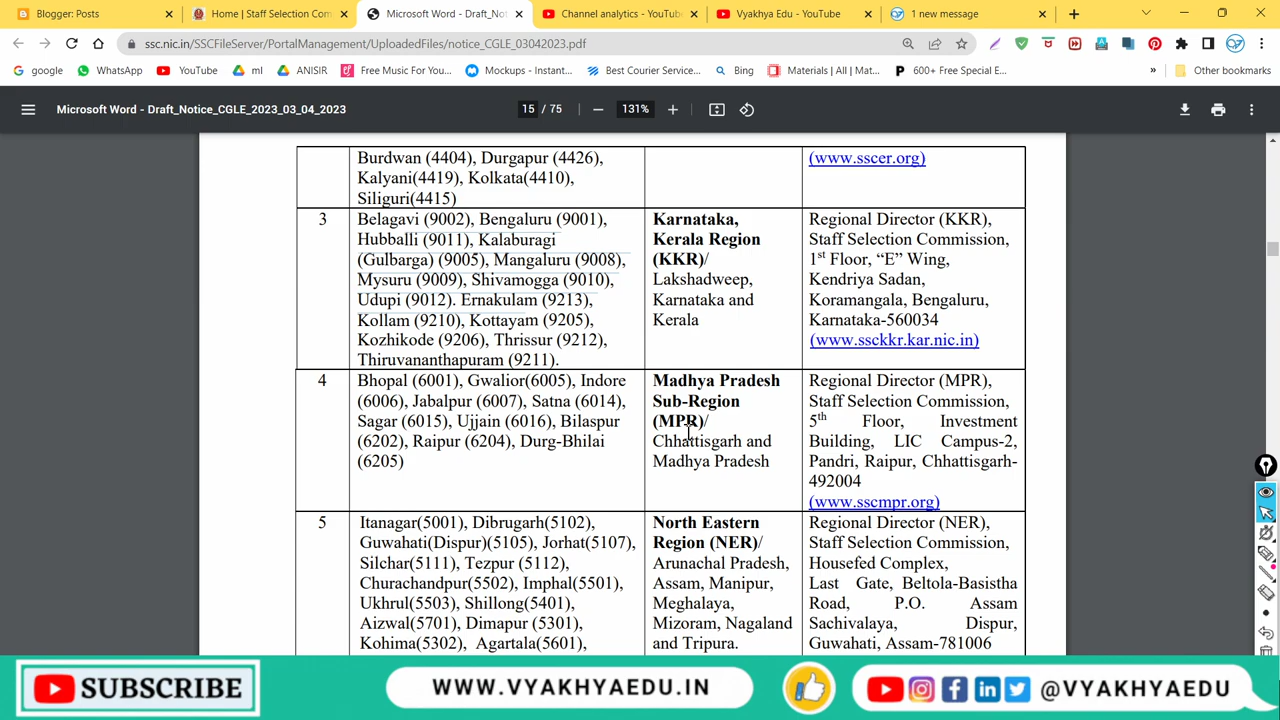 Blogger: Posts
Home | Staff Selection Com
Microsoft Word - Draft_Not
Channel analytics - YouTube
Vyakhya Edu - YouTube
1 new message
ssc.nic.in/SSCFileServer/PortalManagement/UploadedFiles/notice_CGLE_03042023.pdf
google
WhatsApp
YouTube
ml
ANISIR
Free Music For You...
Mockups - Instant...
Best Courier Service...
Bing
Materials | All | Mat...
600+ Free Special E...
»
Other bookmarks
Microsoft Word - Draft_Notice_CGLE_2023_03_04_2023
15 / 75
131%
Burdwan (4404), Durgapur (4426),
Kalyani(4419), Kolkata(4410),
Siliguri(4415)
(www.sscer.org)
3
Belagavi (9002), Bengaluru (9001),
Hubballi (9011), Kalaburagi
(Gulbarga) (9005), Mangaluru (9008),
Mysuru (9009), Shivamogga (9010),
Udupi (9012). Ernakulam (9213),
Kollam (9210), Kottayam (9205),
Kozhikode (9206), Thrissur (9212),
Thiruvananthapuram (9211).
Karnataka,
Kerala Region
(KKR)/
Lakshadweep,
Karnataka and
Kerala
Regional Director (KKR),
Staff Selection Commission,
1st Floor, “E” Wing,
Kendriya Sadan,
Koramangala, Bengaluru,
Karnataka-560034
(www.ssckkr.kar.nic.in)
4
Bhopal (6001), Gwalior(6005), Indore
(6006), Jabalpur (6007), Satna (6014),
Sagar (6015), Ujjain (6016), Bilaspur
(6202), Raipur (6204), Durg-Bhilai
(6205)
Madhya Pradesh
Sub-Region
(MPR)/
Chhattisgarh and
Madhya Pradesh
Regional Director (MPR),
Staff Selection Commission,
5th Floor, Investment
Building, LIC Campus-2,
Pandri, Raipur, Chhattisgarh-
492004
(www.sscmpr.org)
5
Itanagar(5001), Dibrugarh(5102),
Guwahati(Dispur)(5105), Jorhat(5107),
Silchar(5111), Tezpur (5112),
Churachandpur(5502), Imphal(5501),
Ukhrul(5503), Shillong(5401),
Aizwal(5701), Dimapur (5301),
Kohima(5302), Agartala(5601),
North Eastern
Region (NER)/
Arunachal Pradesh,
Assam, Manipur,
Meghalaya,
Mizoram, Nagaland
and Tripura.
Regional Director (NER),
Staff Selection Commission,
Housefed Complex,
Last Gate, Beltola-Basistha
Road, P.O. Assam
Sachivalaya, Dispur,
Guwahati, Assam-781006
SUBSCRIBE
WWW.VYAKHYAEDU.IN
@VYAKHYAEDU